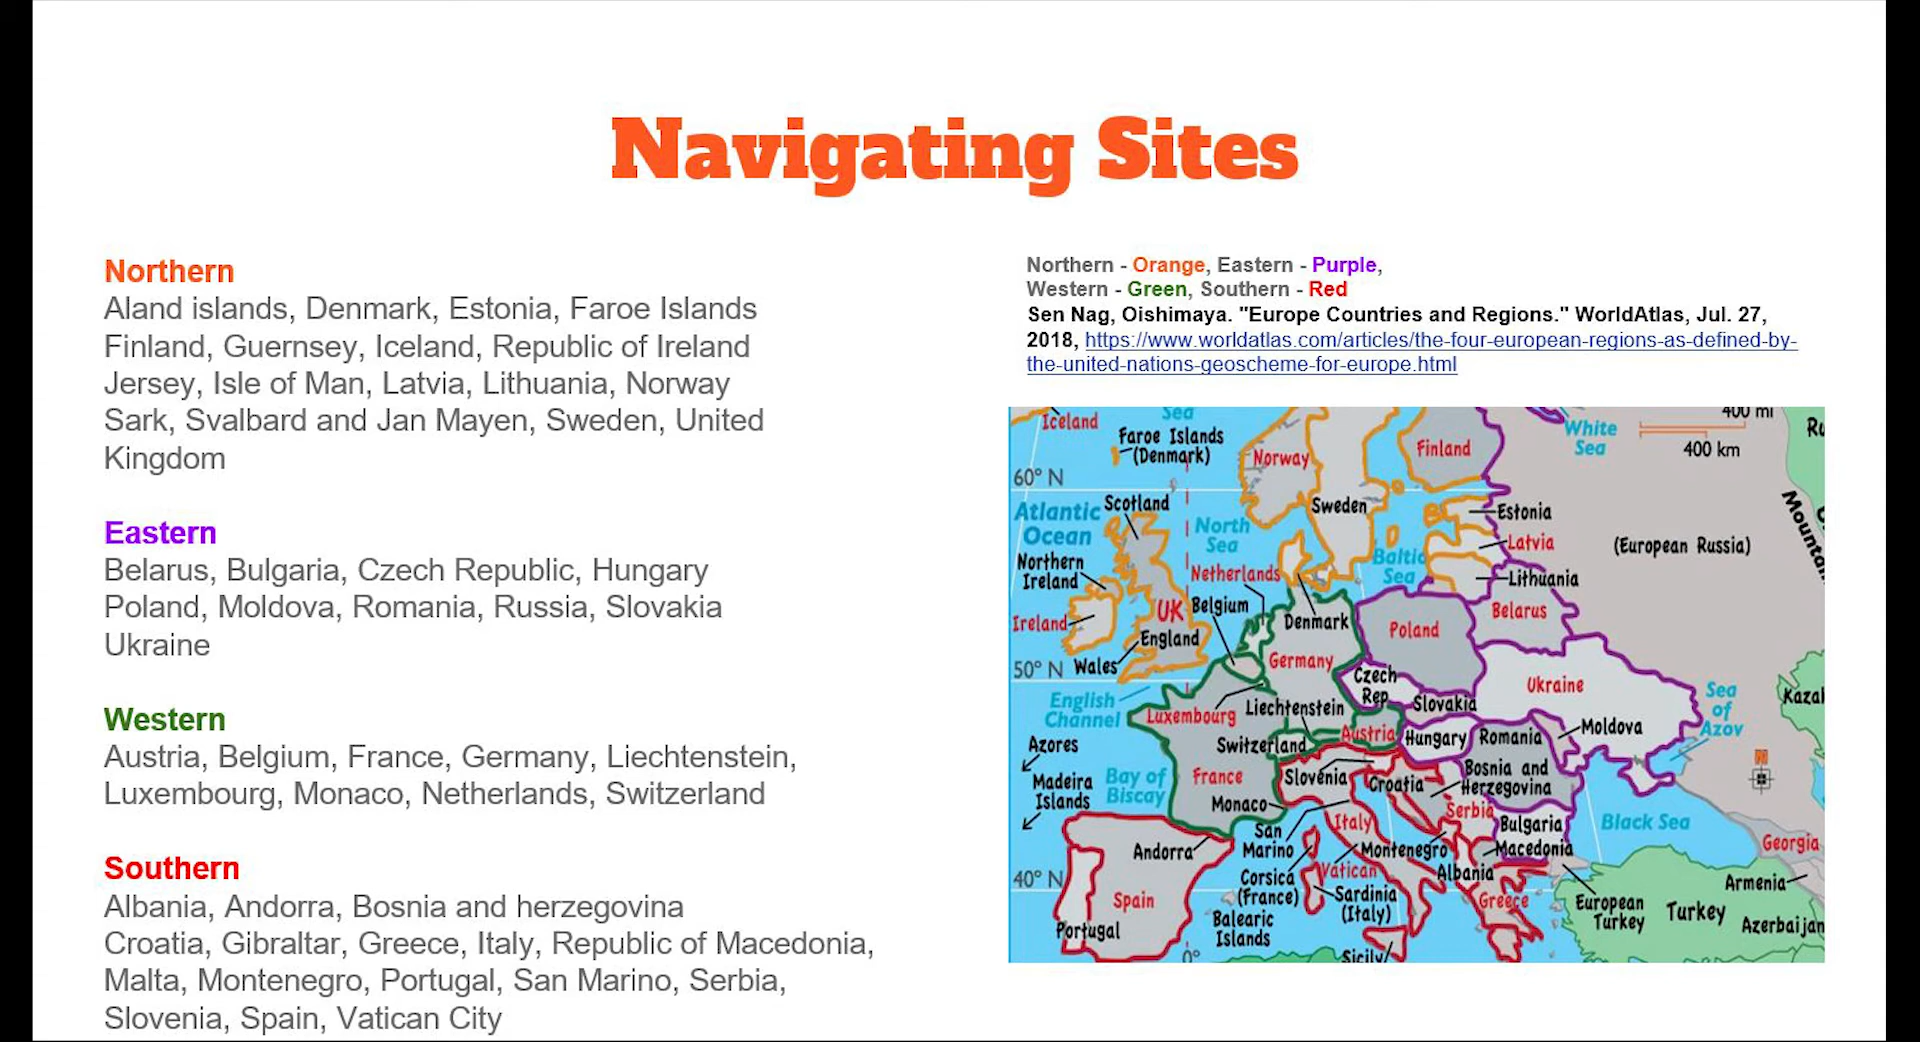 Navigating Sites
Northern
Aland islands, Denmark, Estonia, Faroe Islands
Finland, Guernsey, Iceland, Republic of Ireland
Jersey, Isle of Man, Latvia, Lithuania, Norway
Sark, Svalbard and Jan Mayen, Sweden, United
Kingdom
Eastern
Belarus, Bulgaria, Czech Republic, Hungary
Poland, Moldova, Romania, Russia, Slovakia
Ukraine
Western
Austria, Belgium, France, Germany, Liechtenstein,
Luxembourg, Monaco, Netherlands, Switzerland
Southern
Albania, Andorra, Bosnia and herzegovina
Croatia, Gibraltar, Greece, Italy, Republic of Macedonia,
Malta, Montenegro, Portugal, San Marino, Serbia,
Slovenia, Spain, Vatican City
Northern - Orange, Eastern - Purple,
Western - Green, Southern - Red
Sen Nag, Oishimaya. "Europe Countries and Regions." WorldAtlas, Jul. 27,
2018, https://www.worldatlas.com/articles/the-four-european-regions-as-defined-by-
the-united-nations-geoscheme-for-europe.html
Iceland
Sea
Faroe Islands
(Denmark)
Norway
Finland
White
Sea
400 mi
400 km
Ru
60° N
Scotland
Sweden
Estonia
Atlantic
Ocean
North
Sea
Latvia
(European Russia)
Mountai
Northern
Ireland
Netherlands
Baltic
Sea
Lithuania
Ireland
UK
Belgium
Denmark
Poland
Belarus
England
Wales
50° N
Germany
Czech
Rep.
Ukraine
English
Channel
Luxembourg
Liechtenstein
Slovakia
Sea
of
Azov
Kazal
Azores
Switzerland
Austria
Hungary
Romania
Moldova
N
Madeira
Islands
Bay of
Biscay
France
Slovenia
Croatia
Bosnia and
Herzegovina
Monaco
Serbia
San
Marino
Italy
Bulgaria
Black Sea
Andorra
Montenegro
Macedonia
Georgia
40° N
Corsica
(France)
Vatican
Albania
Armenia
Spain
Sardinia
(Italy)
Greece
European
Turkey
Turkey
Azerbaijan
Portugal
Balearic
Islands
0°
Sicily